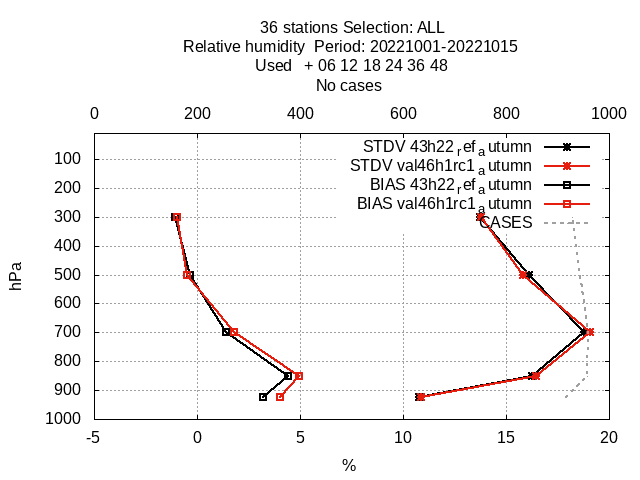 36 stations Selection: ALL
Relative humidity  Period: 20221001-20221015
Used   + 06 12 18 24 36 48
No cases
0 200 400 600 800 1000
STDV 43h22_ref_autumn
STDV val46h1rc1_autumn
BIAS 43h22_ref_autumn
BIAS val46h1rc1_autumn
CASES
100
200
300
400
500
600
700
800
900
1000
hPa
-5 0 5 10 15 20
%